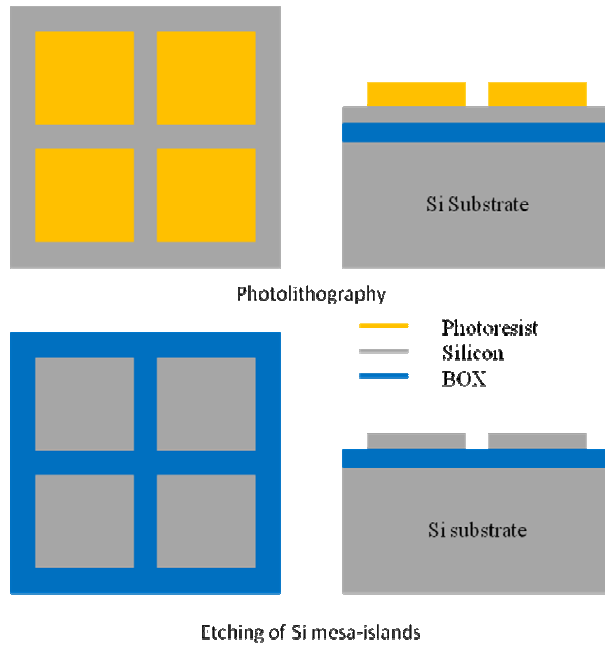 Si Substrate
Photolithography
Photoresist
Silicon
BOX
Si substrate
Etching of Si mesa-islands